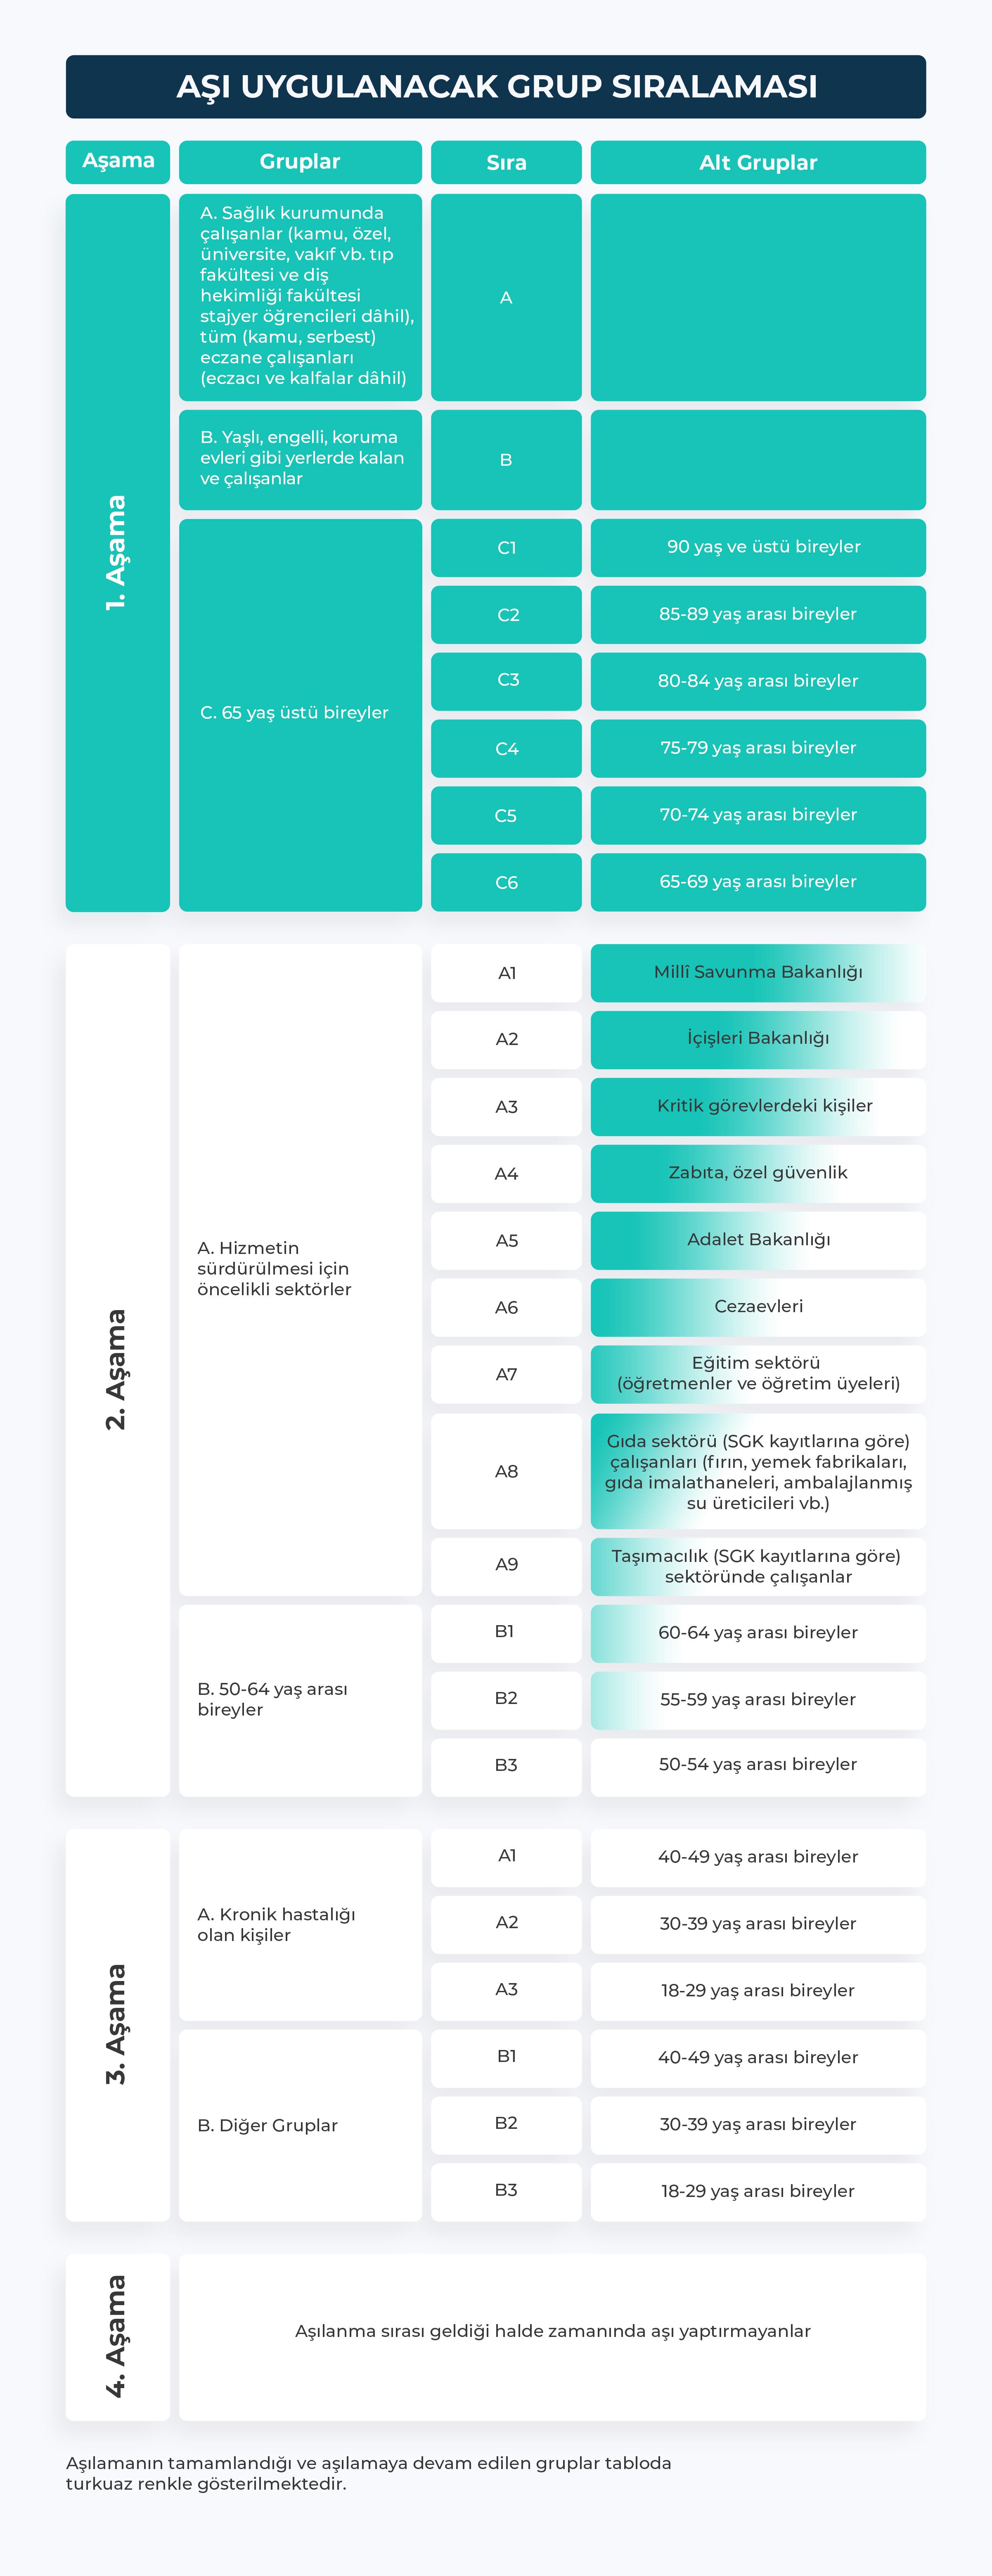 AŞI UYGULANACAK GRUP SIRALAMASI
Aşama
Gruplar
Sıra
Alt Gruplar
1. Aşama
A. Sağlık kurumunda
çalışanlar (kamu, özel,
üniversite, vakıf vb. tıp
fakültesi ve diş
hekimliği fakültesi
stajyer öğrencileri dâhil),
tüm (kamu, serbest)
eczane çalışanları
(eczacı ve kalfalar dâhil)
A
B. Yaşlı, engelli, koruma
evleri gibi yerlerde kalan
ve çalışanlar
B
C. 65 yaş üstü bireyler
C1
90 yaş ve üstü bireyler
C2
85-89 yaş arası bireyler
C3
80-84 yaş arası bireyler
C4
75-79 yaş arası bireyler
C5
70-74 yaş arası bireyler
C6
65-69 yaş arası bireyler
2. Aşama
A. Hizmetin
sürdürülmesi için
öncelikli sektörler
A1
Millî Savunma Bakanlığı
A2
İçişleri Bakanlığı
A3
Kritik görevlerdeki kişiler
A4
Zabıta, özel güvenlik
A5
Adalet Bakanlığı
A6
Cezaevleri
A7
Eğitim sektörü
(öğretmenler ve öğretim üyeleri)
A8
Gıda sektörü (SGK kayıtlarına göre)
çalışanları (fırın, yemek fabrikaları,
gıda imalathaneleri, ambalajlanmış
su üreticileri vb.)
A9
Taşımacılık (SGK kayıtlarına göre)
sektöründe çalışanlar
B. 50-64 yaş arası
bireyler
B1
60-64 yaş arası bireyler
B2
55-59 yaş arası bireyler
B3
50-54 yaş arası bireyler
3. Aşama
A. Kronik hastalığı
olan kişiler
A1
40-49 yaş arası bireyler
A2
30-39 yaş arası bireyler
A3
18-29 yaş arası bireyler
B. Diğer Gruplar
B1
40-49 yaş arası bireyler
B2
30-39 yaş arası bireyler
B3
18-29 yaş arası bireyler
4. Aşama
Aşılanma sırası geldiği halde zamanında aşı yaptırmayanlar
Aşılamanın tamamlandığı ve aşılamaya devam edilen gruplar tabloda
turkuaz renkle gösterilmektedir.